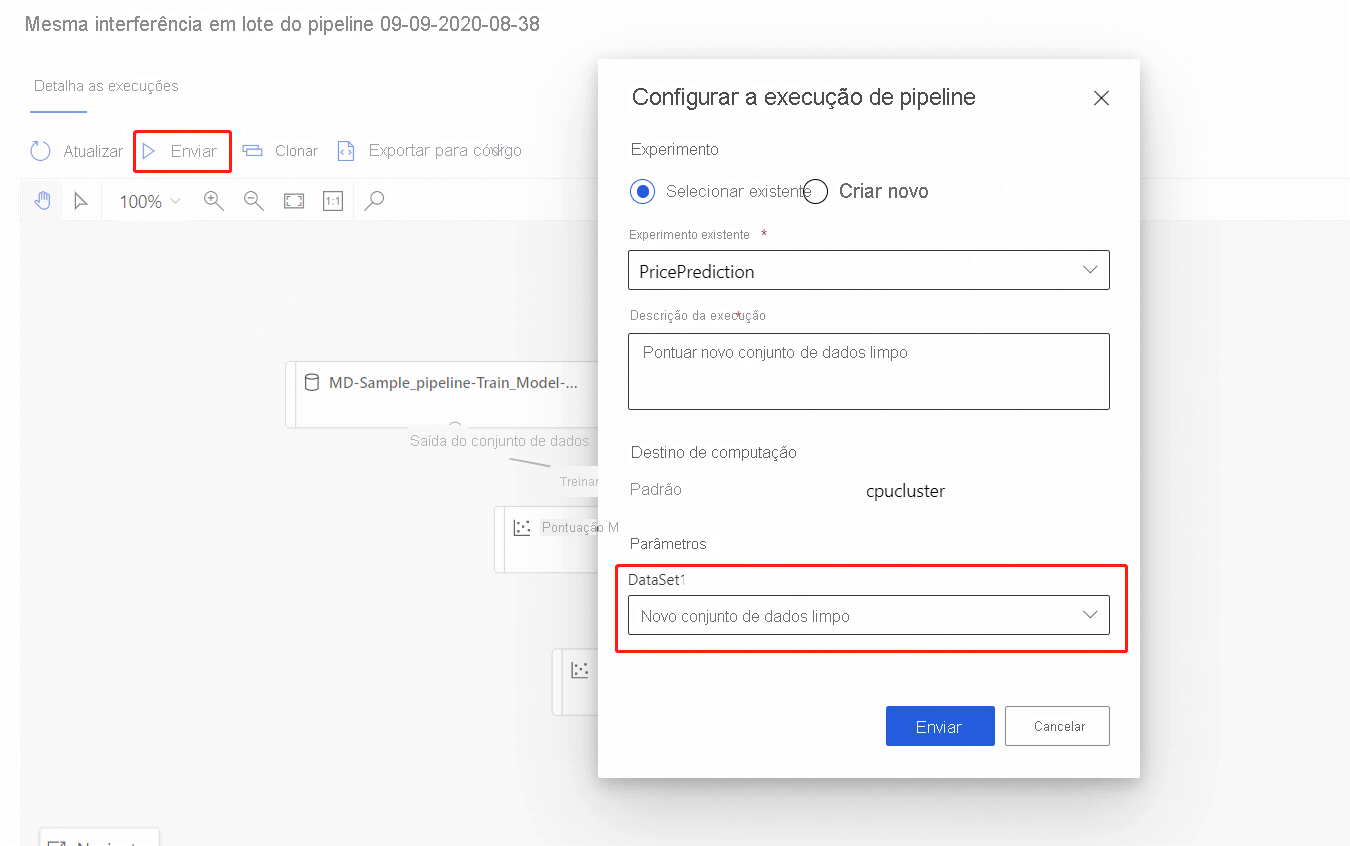 Mesma interferência em lote do pipeline 09-09-2020-08-38
Detalha as execuções
Atualizar Enviar Clonar Exportar para código
100% 1:1
MD-Sample_pipeline-Train_Model-...
Saída do conjunto de dados
Treinar
Pontuação M
Configurar a execução de pipeline
Experimento
Selecionar existente Criar novo
Experimento existente *
PricePrediction
Descrição da execução *
Pontuar novo conjunto de dados limpo
Destino de computação
Padrão cpucluster
Parâmetros
DataSet1
Novo conjunto de dados limpo
Enviar Cancelar